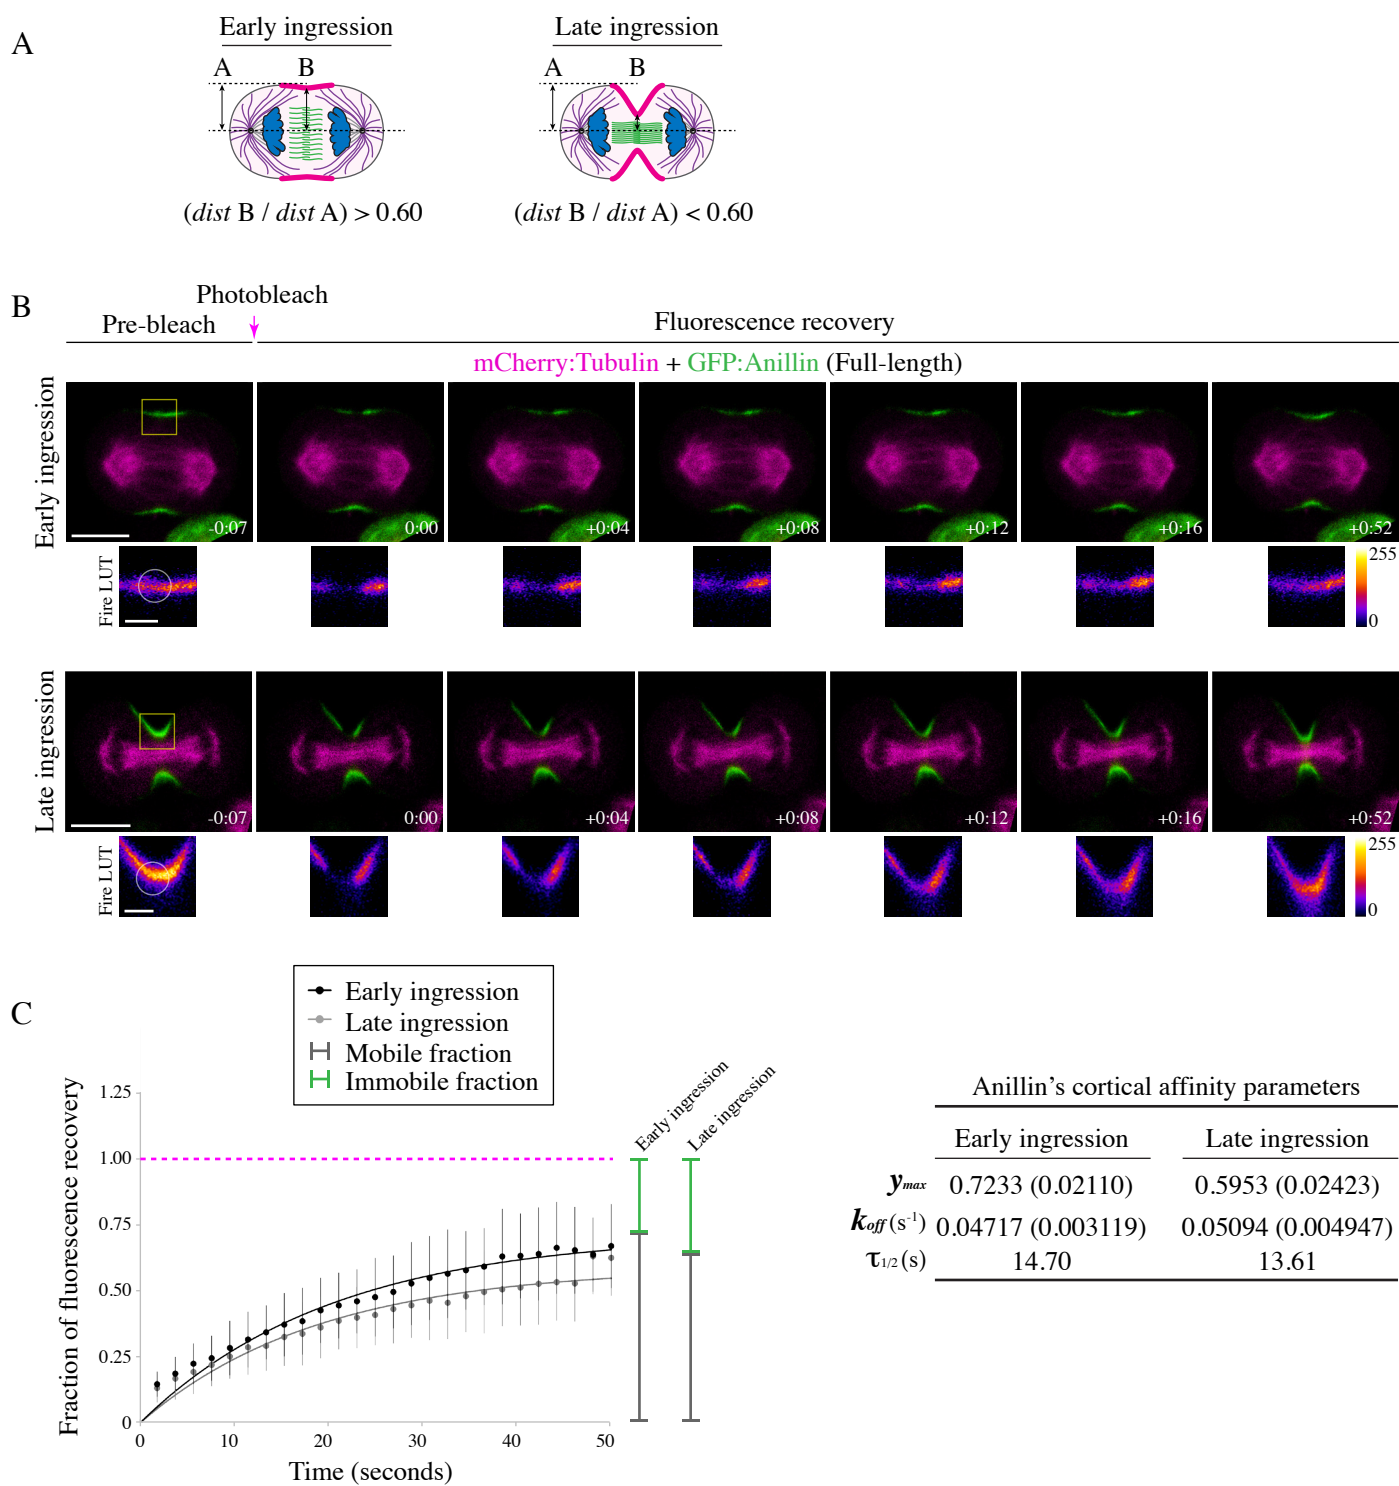 A
Early ingression
Late ingression
A B
A B
(dist B / dist A) > 0.60
(dist B / dist A) < 0.60
B
Photobleach
Pre-bleach
Fluorescence recovery
mCherry:Tubulin + GFP:Anillin (Full-length)
Early ingression
-0:07
0:00
+0:04
+0:08
+0:12
+0:16
+0:52
Fire LUT
255
0
Late ingression
-0:07
0:00
+0:04
+0:08
+0:12
+0:16
+0:52
Fire LUT
255
0
C
Early ingression
Late ingression
Mobile fraction
Immobile fraction
Fraction of fluorescence recovery
1.25
1.00
0.75
0.50
0.25
0
0 10 20 30 40 50
Time (seconds)
Early ingression
Late ingression
Anillin's cortical affinity parameters
Early ingression Late ingression
ymax 0.7233 (0.02110) 0.5953 (0.02423)
koff (s-1) 0.04717 (0.003119) 0.05094 (0.004947)
τ1/2 (s) 14.70 13.61